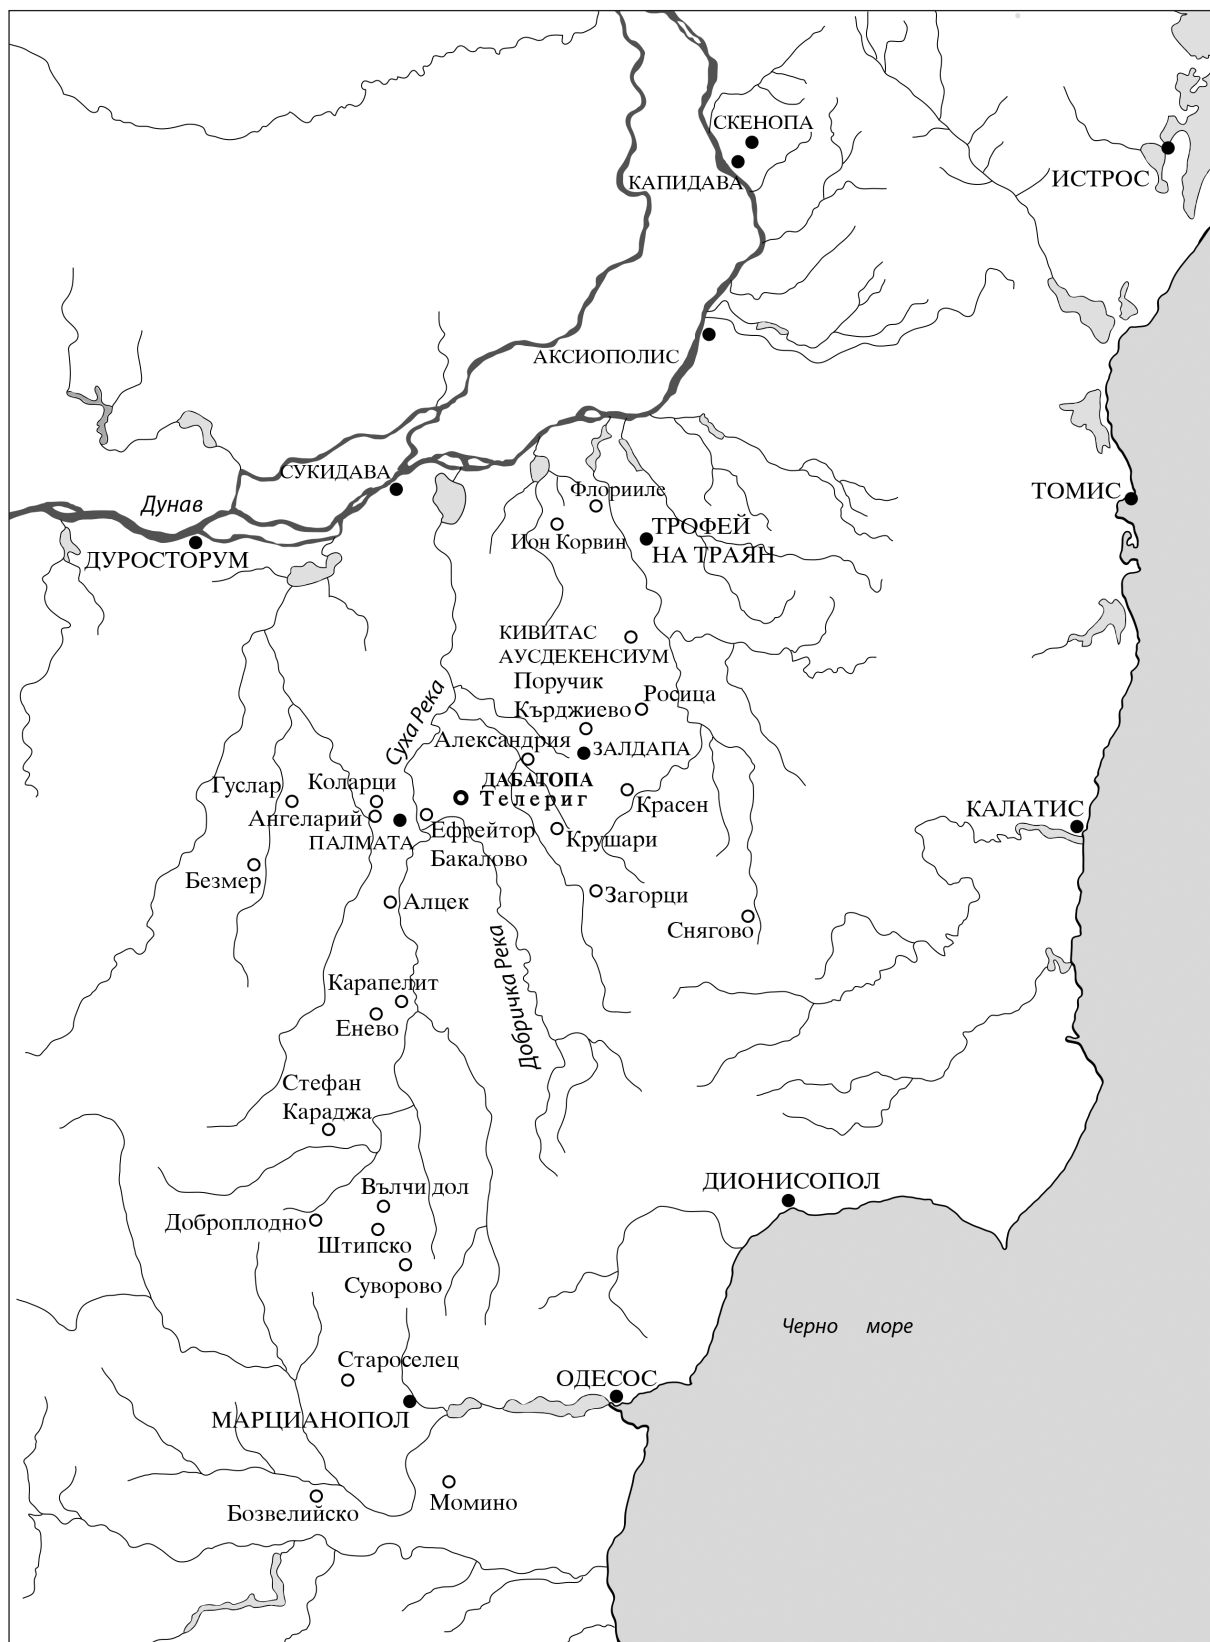 СКЕНОПА
КАПИДАВА
ИСТРОС
АКСИОПОЛИС
СУКИДАВА
Дунав
ДУРОСТОРУМ
Флорииле
Ион Корвин
ТРОФЕЙ
НА ТРАЯН
ТОМИС
КИВИТАС
АУСДЕКЕНСИУМ
Поручик
Кърджиево
Росица
Суха Река
Александрия
ЗАЛДАПА
Гуслар
Коларци
ДАБАТОПА
Телериг
Красен
Ангеларий
ПАЛМАТА
Ефрейтор
Бакалово
Крушари
КАЛАТИС
Безмер
Алцек
Загорци
Снягово
Добричка Река
Карапелит
Енево
Стефан
Караджа
Вълчи дол
Доброплодно
Штипско
Суворово
ДИОНИСОПОЛ
Черно море
Староселец
ОДЕСОС
МАРЦИАНОПОЛ
Бозвелийско
Момино